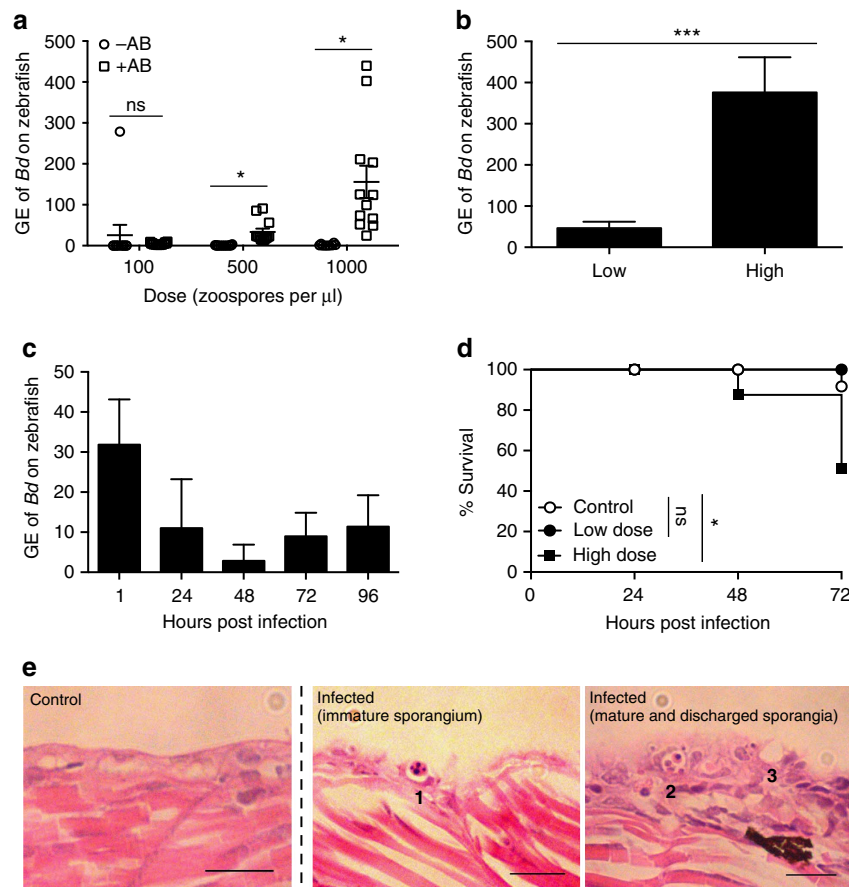 a
GE of Bd on zebrafish
500
400
300
200
100
0
–AB
+AB
ns
*
*
100
500
1000
Dose (zoospores per µl)
b
GE of Bd on zebrafish
500
400
300
200
100
0
***
Low
High
c
GE of Bd on zebrafish
50
40
30
20
10
0
1
24
48
72
96
Hours post infection
d
% Survival
100
80
60
40
20
0
Control
Low dose
High dose
ns
*
0
24
48
72
Hours post infection
e
Control
Infected
(immature sporangium)
1
Infected
(mature and discharged sporangia)
2
3